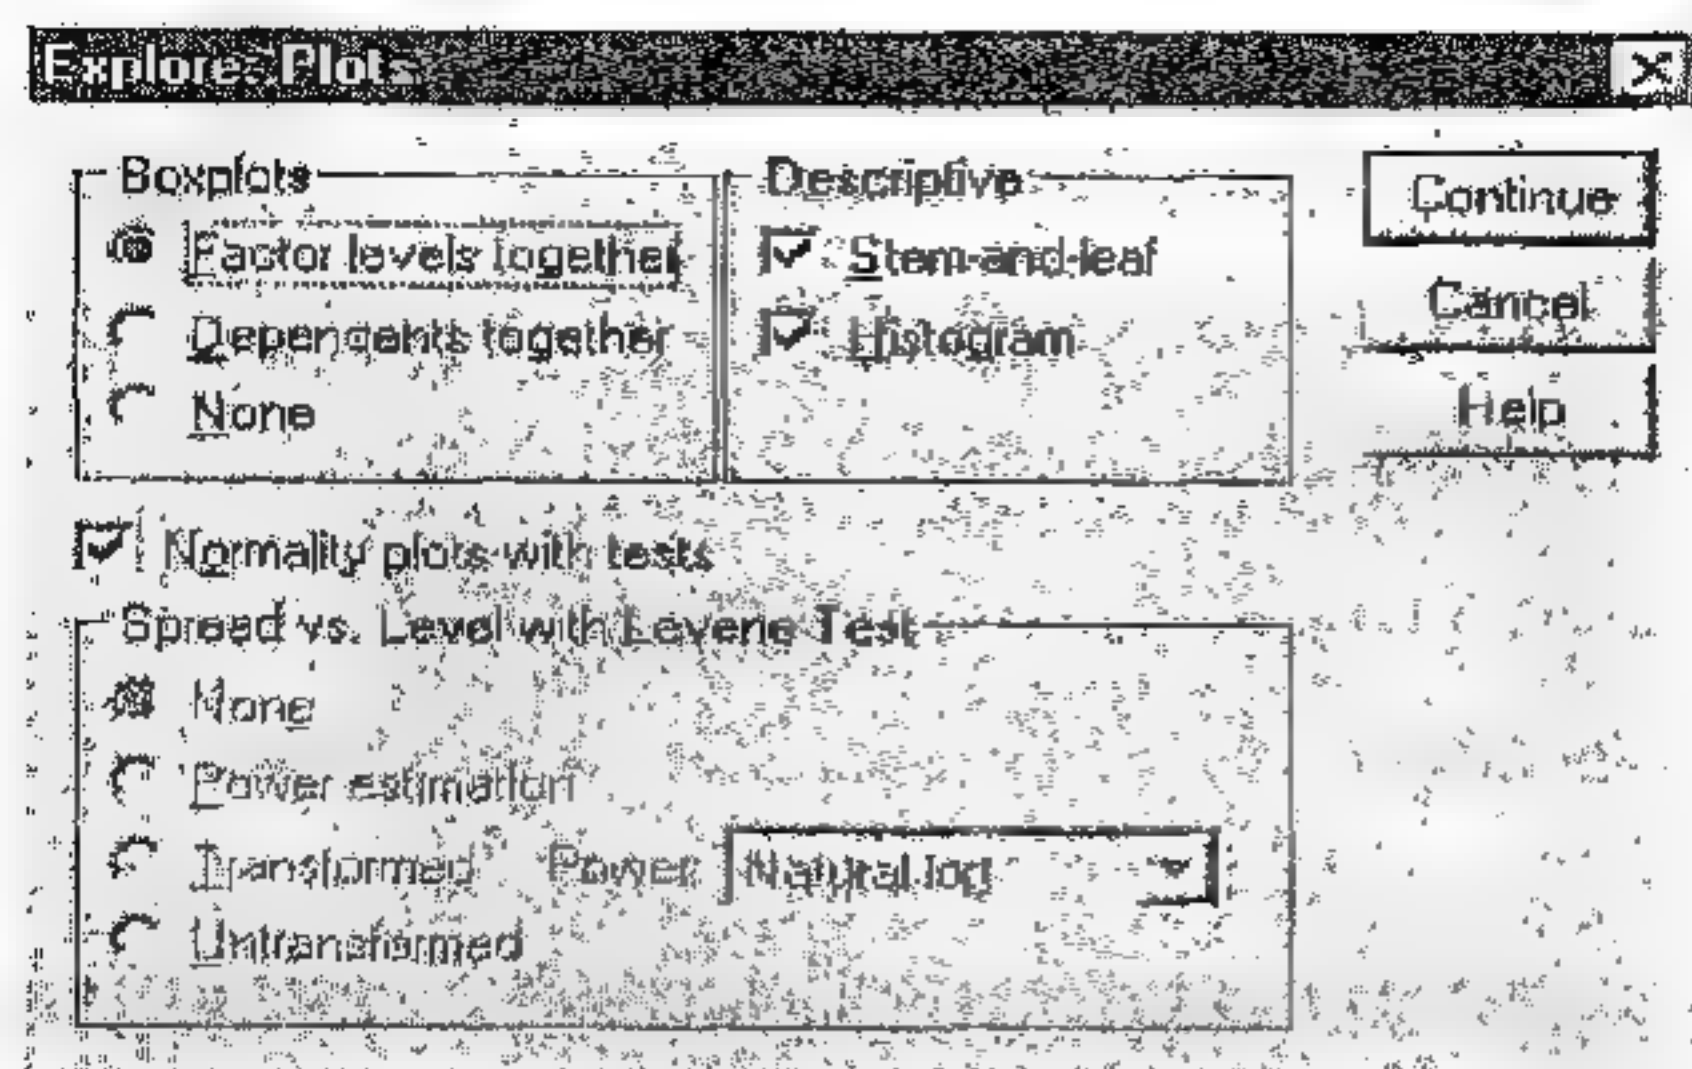 Explore: Plots
Boxplots
Factor levels together
Dependents together
None
Descriptive
Stem-and-leaf
Histogram
Continue
Cancel
Help
Normality plots with tests
Spread vs. Level with Levene Test
None
Power estimation
Transformed Power: Natural log
Untransformed